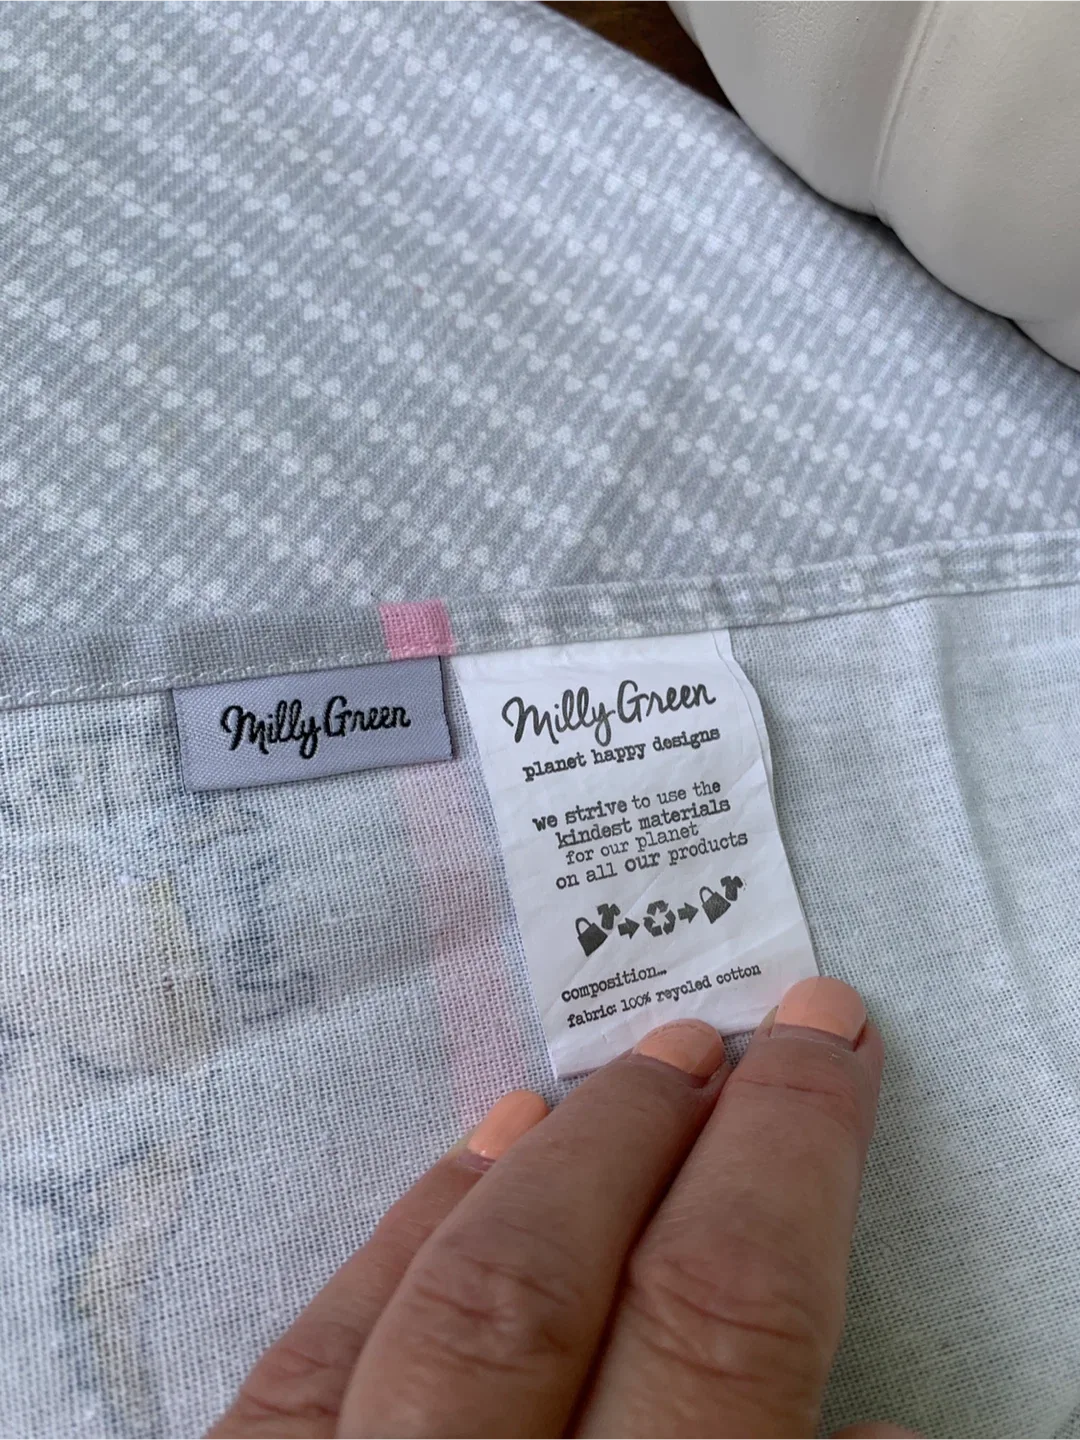 Milly Green
Milly Green
planet happy designs
we strive to use the
kindest materials
for our planet
on all our products
composition...
fabric: 100% recycled cotton